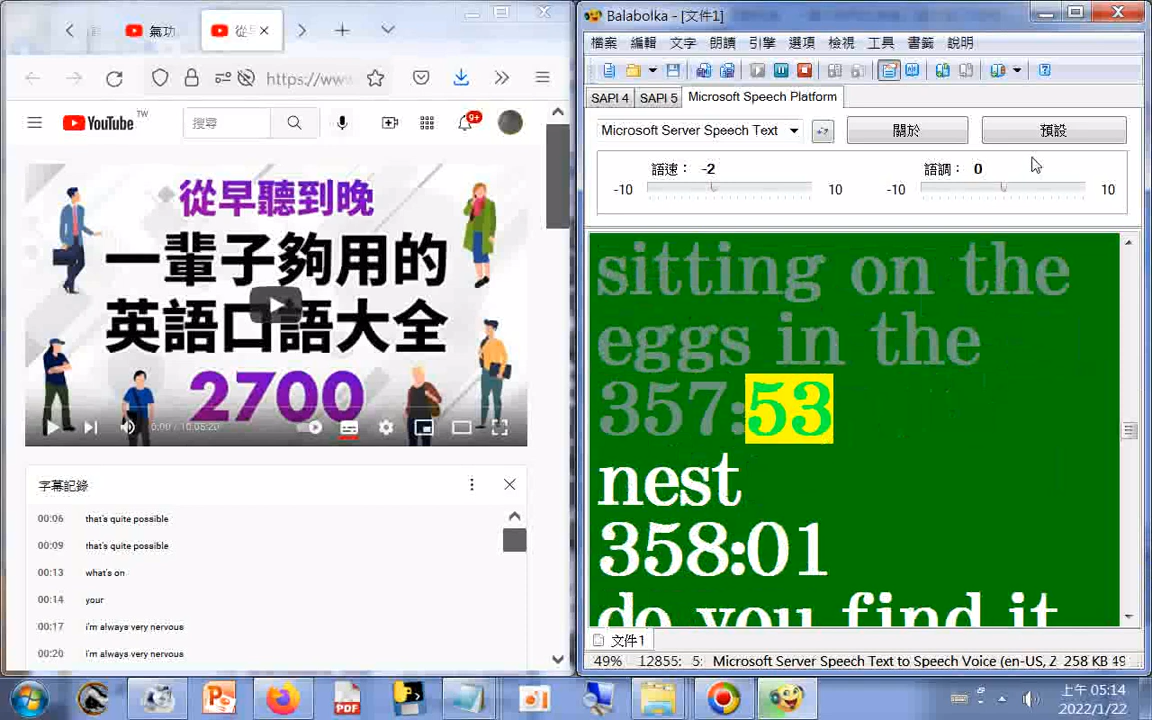 氣功
從
https://www
YouTube TW
搜尋
9+
從早聽到晚
一輩子夠用的
英語口語大全
2700
0:00 / 10:05:20
字幕記錄
00:06 that's quite possible
00:09 that's quite possible
00:13 what's on
00:14 your
00:17 i'm always very nervous
00:20 i'm always very nervous
Balabolka - [文件1]
檔案 編輯 文字 朗讀 引擎 選項 檢視 工具 書籤 說明
SAPI 4 SAPI 5 Microsoft Speech Platform
Microsoft Server Speech Text 關於 預設
語速： -2 語調： 0
-10 10 -10 10
sitting on the
eggs in the
357:53
nest
358:01
do you find it
文件1
49% 12855: 5: Microsoft Server Speech Text to Speech Voice (en-US, Z 258 KB 49
PDF
上午 05:14
2022/1/22